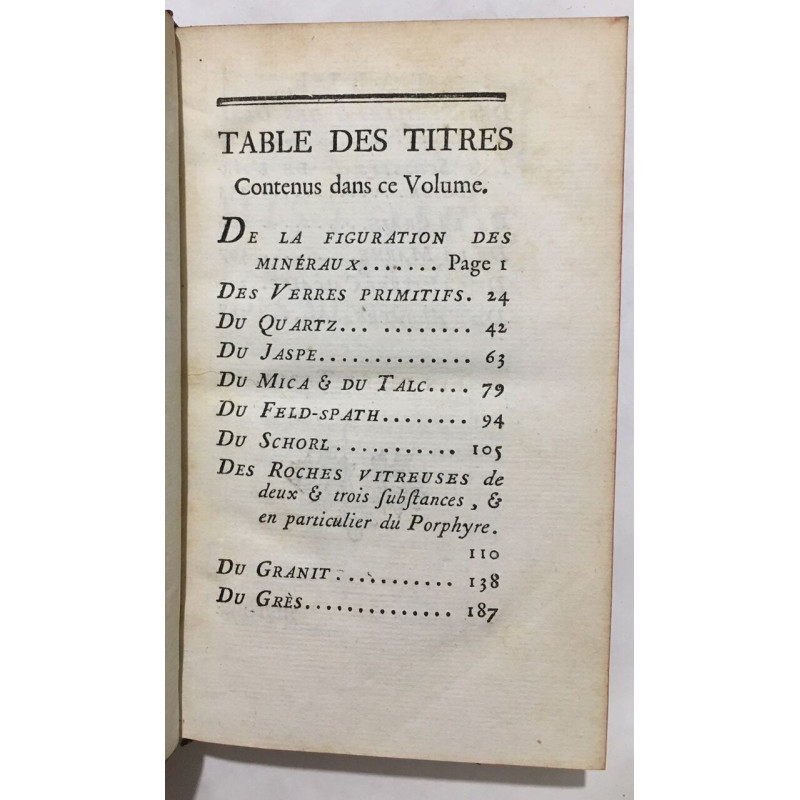 TABLE DES TITRES
Contenus dans ce Volume.
DE LA FIGURATION DES
MINÉRAUX....... Page 1
DES VERRES PRIMITIFS. 24
DU QUARTZ... ........ 42
DU JASPE.............. 63
DU MICA & DU TALC.... 79
DU FELD-SPATH........ 94
DU SCHORL ........... 105
DES ROCHES VITREUSES de
deux & trois ſubſtances, &
en particulier du Porphyre.
110
DU GRANIT........... 138
DU GRÈS.............. 187